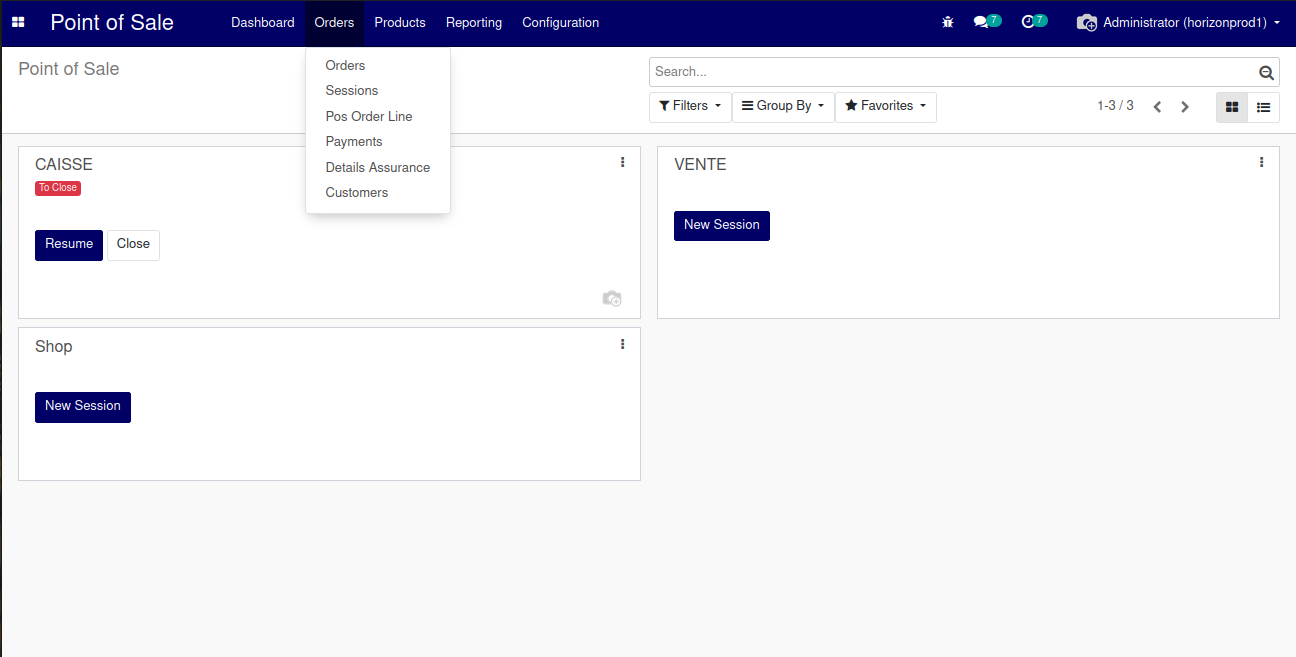 Point of Sale Dashboard Orders Products Reporting Configuration 7 7 Administrator (horizonprod1)
Point of Sale
Search...
Filters Group By Favorites 1-3 / 3
Orders
Sessions
Pos Order Line
Payments
Details Assurance
Customers
CAISSE
To Close
Resume Close
VENTE
New Session
Shop
New Session